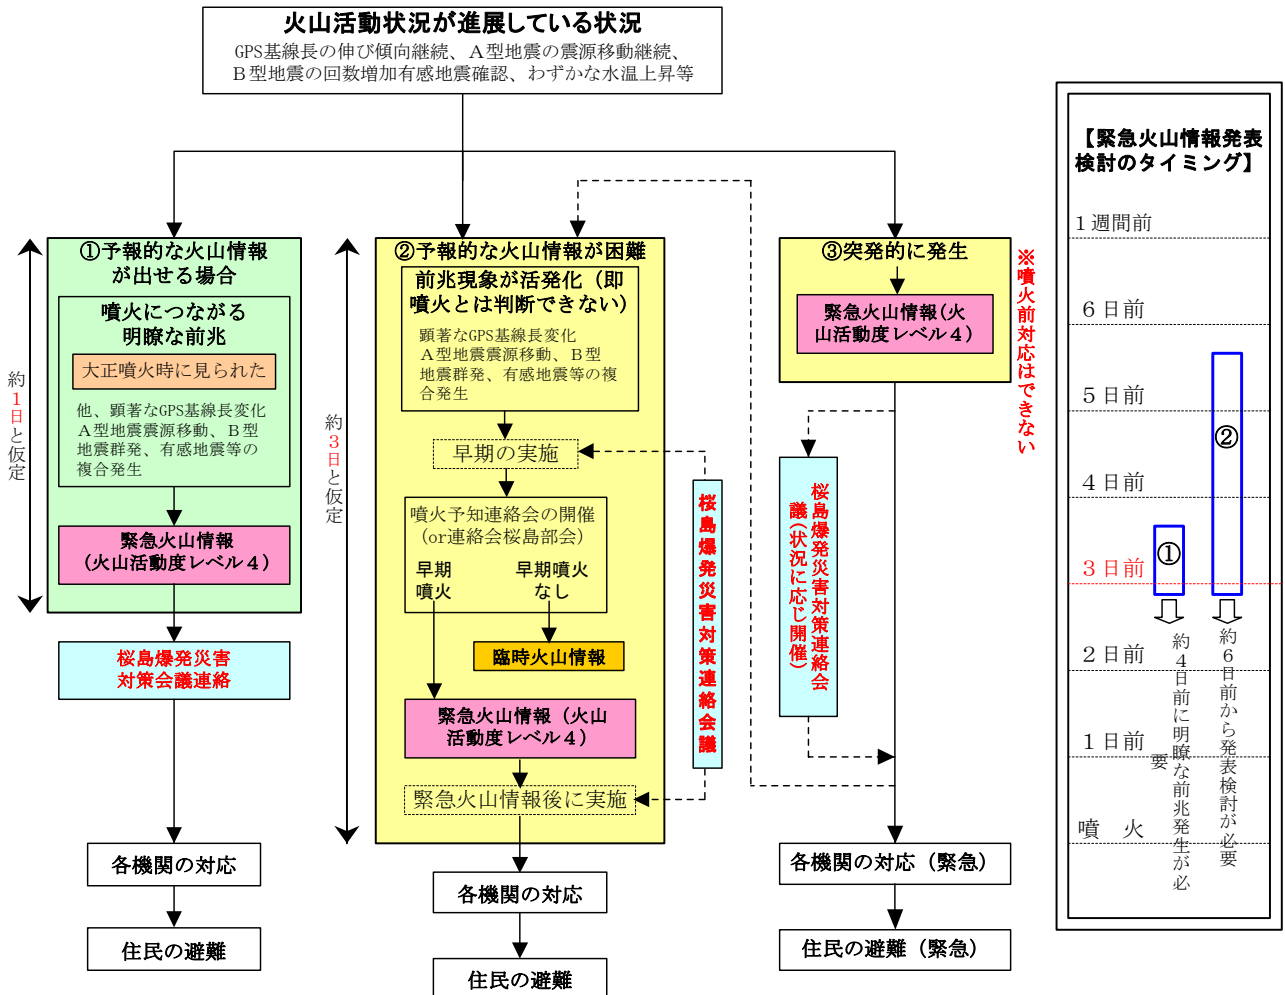 火山活動状況が進展している状況
GPS基線長の伸び傾向継続、A型地震の震源移動継続、
B型地震の回数増加有感地震確認、わずかな水温上昇等
約1日と仮定
①予報的な火山情報
が出せる場合
噴火につながる
明瞭な前兆
大正噴火時に見られた
他、顕著なGPS基線長変化
A型地震震源移動、B型
地震群発、有感地震等の
複合発生
緊急火山情報
(火山活動度レベル4)
桜島爆発災害
対策会議連絡
各機関の対応
住民の避難
約3日と仮定
②予報的な火山情報が困難
前兆現象が活発化(即
噴火とは判断できない)
顕著なGPS基線長変化
A型地震震源移動、B型
地震群発、有感地震等の複
合発生
早期の実施
噴火予知連絡会の開催
(or連絡会桜島部会)
早期
噴火
早期噴火
なし
臨時火山情報
緊急火山情報(火山
活動度レベル4)
緊急火山情報後に実施
各機関の対応
住民の避難
桜島爆発災害対策連絡会議
③突発的に発生
緊急火山情報(火
山活動度レベル4)
※噴火前対応はできない
桜島爆発災害対策連絡会
議(状況に応じ開催)
各機関の対応(緊急)
住民の避難(緊急)
【緊急火山情報発表
検討のタイミング】
1週間前
6日前
5日前
4日前
3日前
2日前
1日前
噴 火
①
②
約4日前に明瞭な前兆発生が必
要
約6日前から発表検討が必要